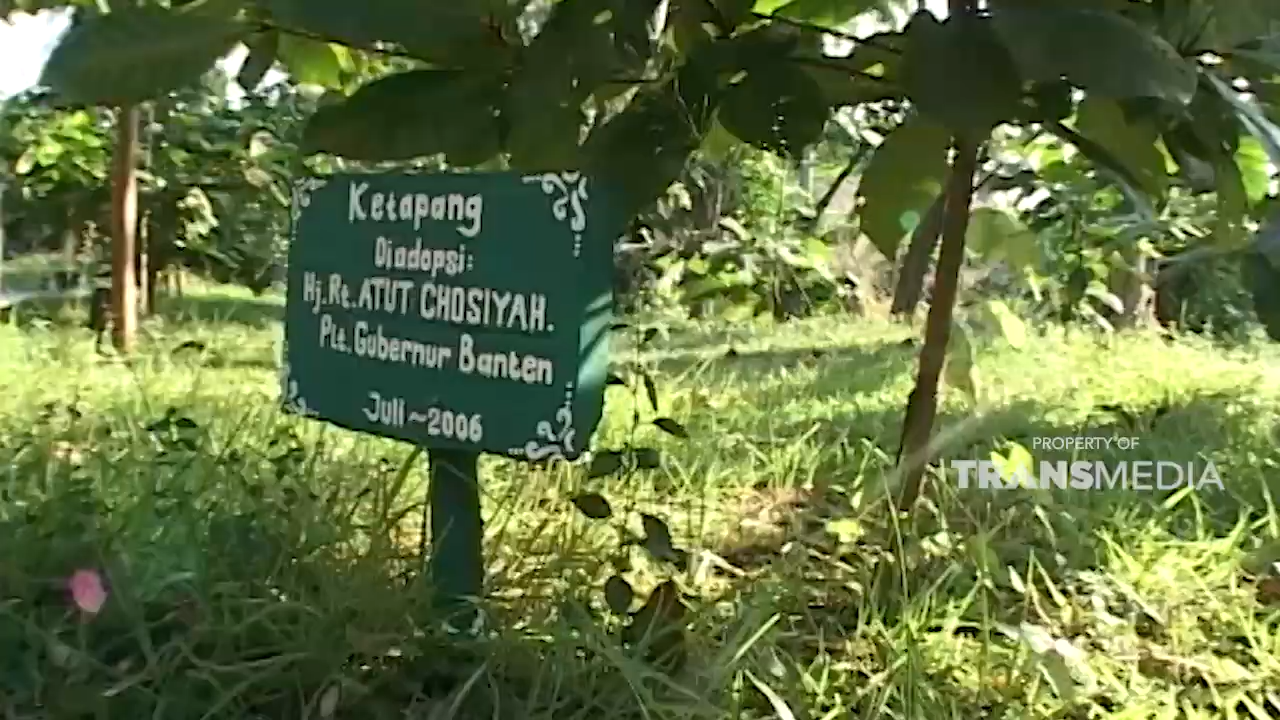 Ketapang
Diadopsi:
Hj. Rt. ATUT CHOSIYAH.
Plt. Gubernur Banten
Juli ~ 2006
PROPERTY OF
TRANSMEDIA